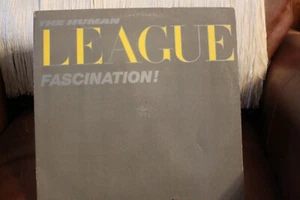 THE HUMAN
LEAGUE
FASCINATION!